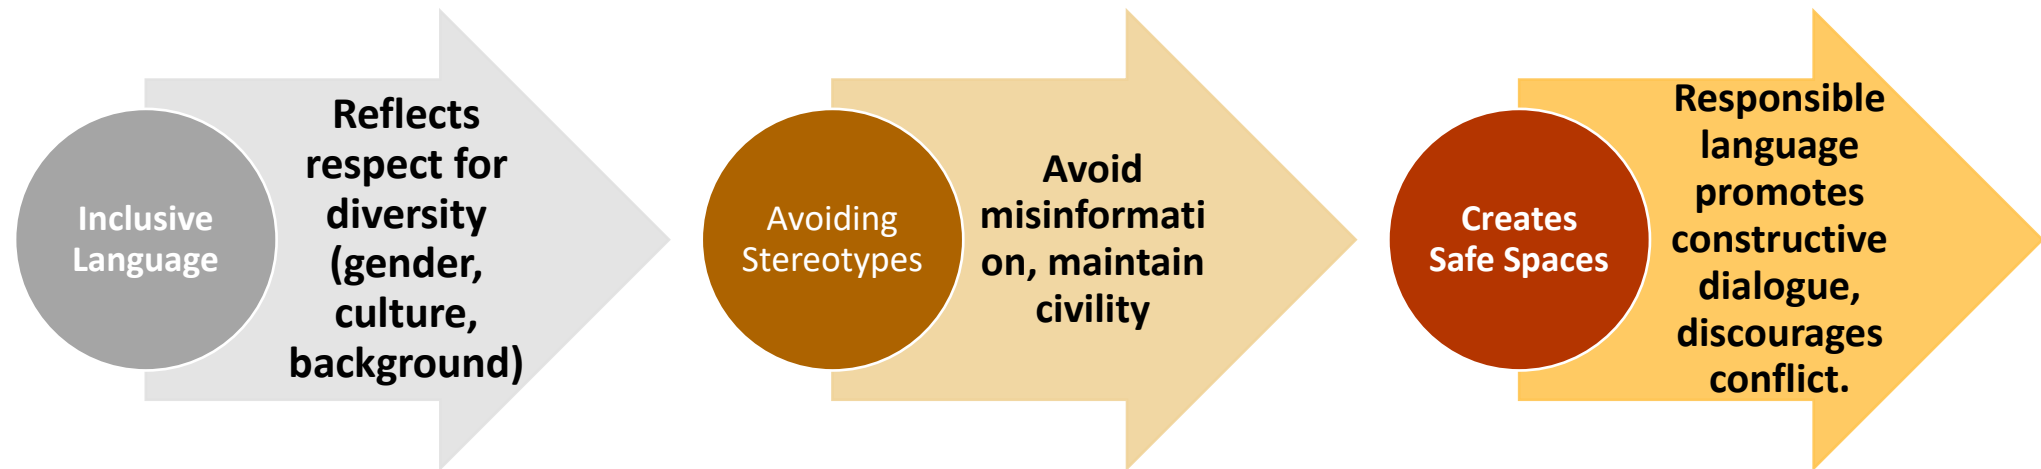 Inclusive
Language
Reflects
respect for
diversity
(gender,
culture,
background)
Avoiding
Stereotypes
Avoid
misinformati
on, maintain
civility
Creates
Safe Spaces
Responsible
language
promotes
constructive
dialogue,
discourages
conflict.